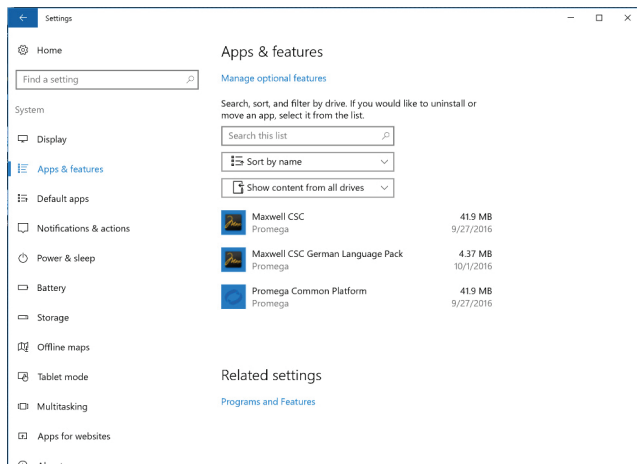 Settings
Home
Find a setting
System
Display
Apps & features
Default apps
Notifications & actions
Power & sleep
Battery
Storage
Offline maps
Tablet mode
Multitasking
Apps for websites
Apps & features
Manage optional features
Search, sort, and filter by drive. If you would like to uninstall or
move an app, select it from the list.
Search this list
Sort by name
Show content from all drives
Maxwell CSC 41.9 MB
Promega 9/27/2016
Maxwell CSC German Language Pack 4.37 MB
Promega 10/1/2016
Promega Common Platform 41.9 MB
Promega 9/27/2016
Related settings
Programs and Features